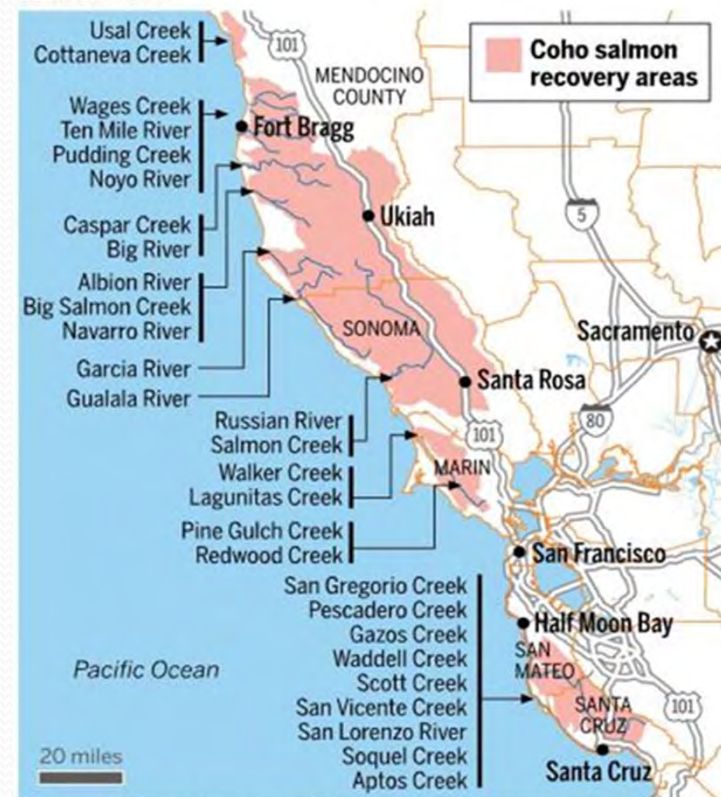 Usal Creek
Cottaneva Creek
101
MENDOCINO
COUNTY
Coho salmon
recovery areas
Wages Creek
Ten Mile River
Pudding Creek
Noyo River
Fort Bragg
Caspar Creek
Big River
Ukiah
5
Albion River
Big Salmon Creek
Navarro River
Garcia River
Gualala River
SONOMA
Sacramento
Santa Rosa
80
Russian River
Salmon Creek
101
Walker Creek
Lagunitas Creek
MARIN
Pine Gulch Creek
Redwood Creek
San Francisco
San Gregorio Creek
Pescadero Creek
Gazos Creek
Waddell Creek
Scott Creek
San Vicente Creek
San Lorenzo River
Soquel Creek
Aptos Creek
Half Moon Bay
SAN
MATEO
SANTA
CRUZ
101
Santa Cruz
Pacific Ocean
20 miles